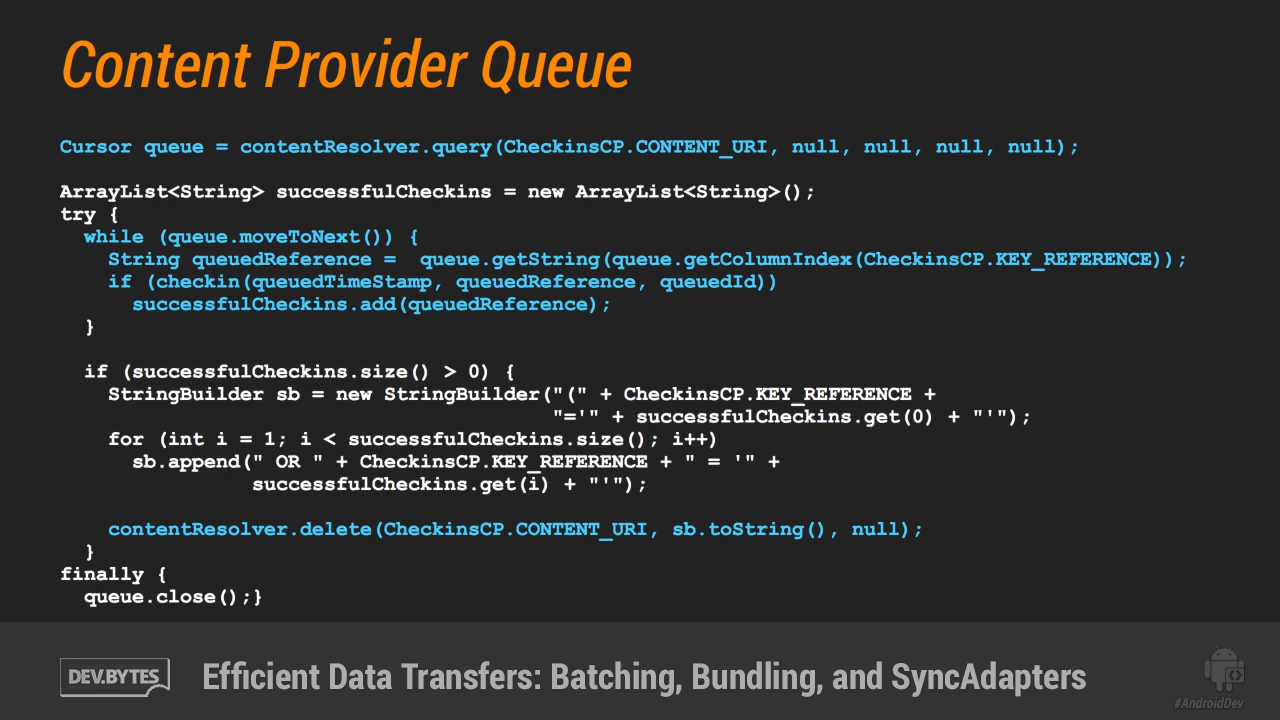 Content Provider Queue
Cursor queue = contentResolver.query(CheckinsCP.CONTENT_URI, null, null, null, null);
ArrayList<String> successfulCheckins = new ArrayList<String>();
try {
  while (queue.moveToNext()) {
    String queuedReference =  queue.getString(queue.getColumnIndex(CheckinsCP.KEY_REFERENCE));
    if (checkin(queuedTimeStamp, queuedReference, queuedId))
      successfulCheckins.add(queuedReference);
  }
  if (successfulCheckins.size() > 0) {
    StringBuilder sb = new StringBuilder("(" + CheckinsCP.KEY_REFERENCE +
                                         "='" + successfulCheckins.get(0) + "'");
    for (int i = 1; i < successfulCheckins.size(); i++)
      sb.append(" OR " + CheckinsCP.KEY_REFERENCE + " = '" +
                successfulCheckins.get(i) + "'");
    contentResolver.delete(CheckinsCP.CONTENT_URI, sb.toString(), null);
  }
finally {
  queue.close();}
DEV.BYTES
Efficient Data Transfers: Batching, Bundling, and SyncAdapters
#AndroidDev